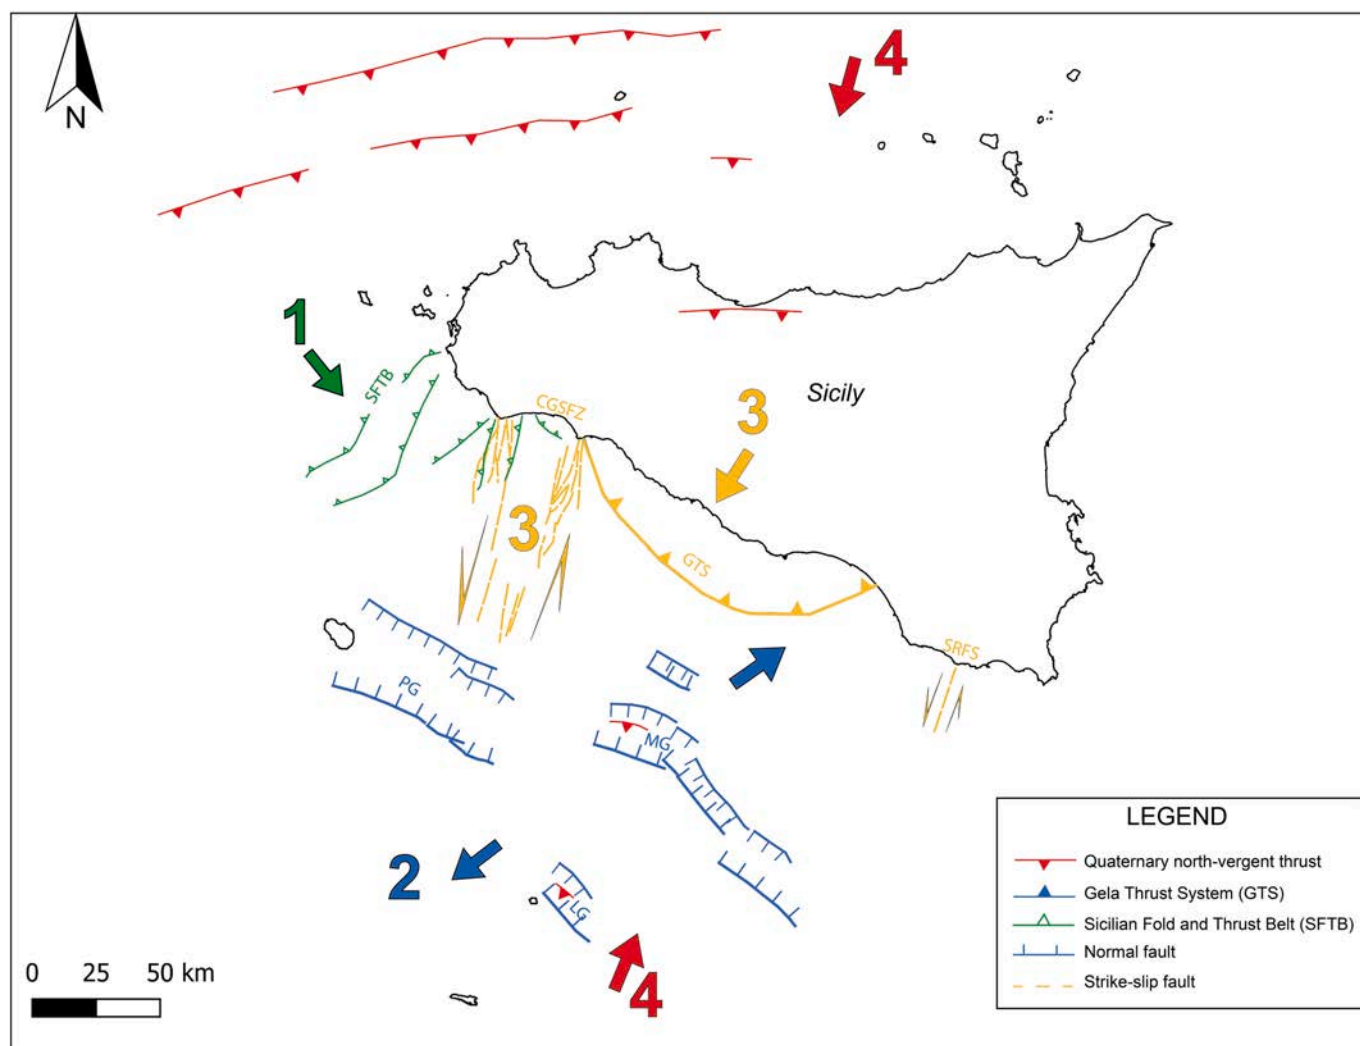 4
N
1
SFTB
CGSFZ
3
Sicily
3
GTS
SRFS
PG
MG
2
LG
4
0 25 50 km
LEGEND
Quaternary north-vergent thrust
Gela Thrust System (GTS)
Sicilian Fold and Thrust Belt (SFTB)
Normal fault
Strike-slip fault